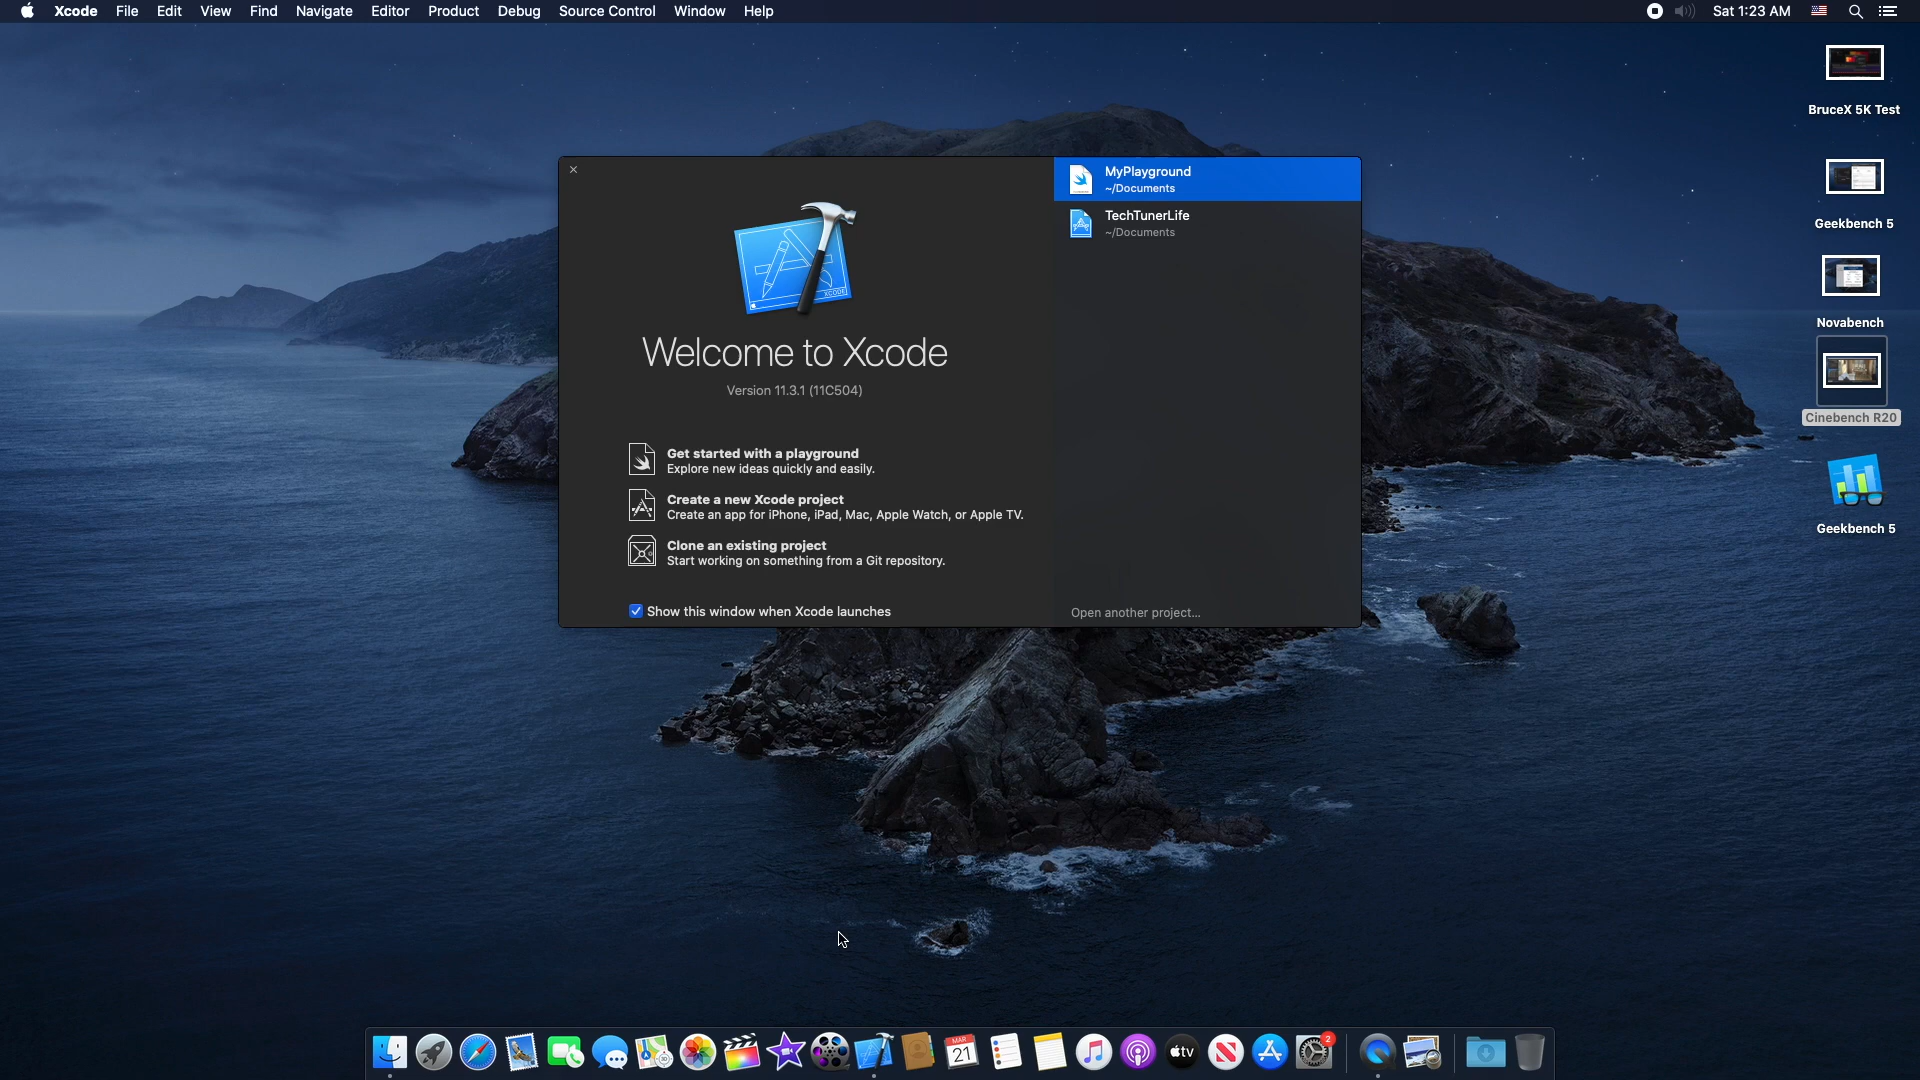 Xcode File Edit View Find Navigate Editor Product Debug Source Control Window Help
Sat 1:23 AM
BruceX 5K Test
Geekbench 5
Novabench
Cinebench R20
Geekbench 5
XCODE
Welcome to Xcode
Version 11.3.1 (11C504)
Get started with a playground
Explore new ideas quickly and easily.
Create a new Xcode project
Create an app for iPhone, iPad, Mac, Apple Watch, or Apple TV.
Clone an existing project
Start working on something from a Git repository.
Show this window when Xcode launches
MyPlayground
~/Documents
TechTunerLife
~/Documents
Open another project...
MAR
21
tv
2